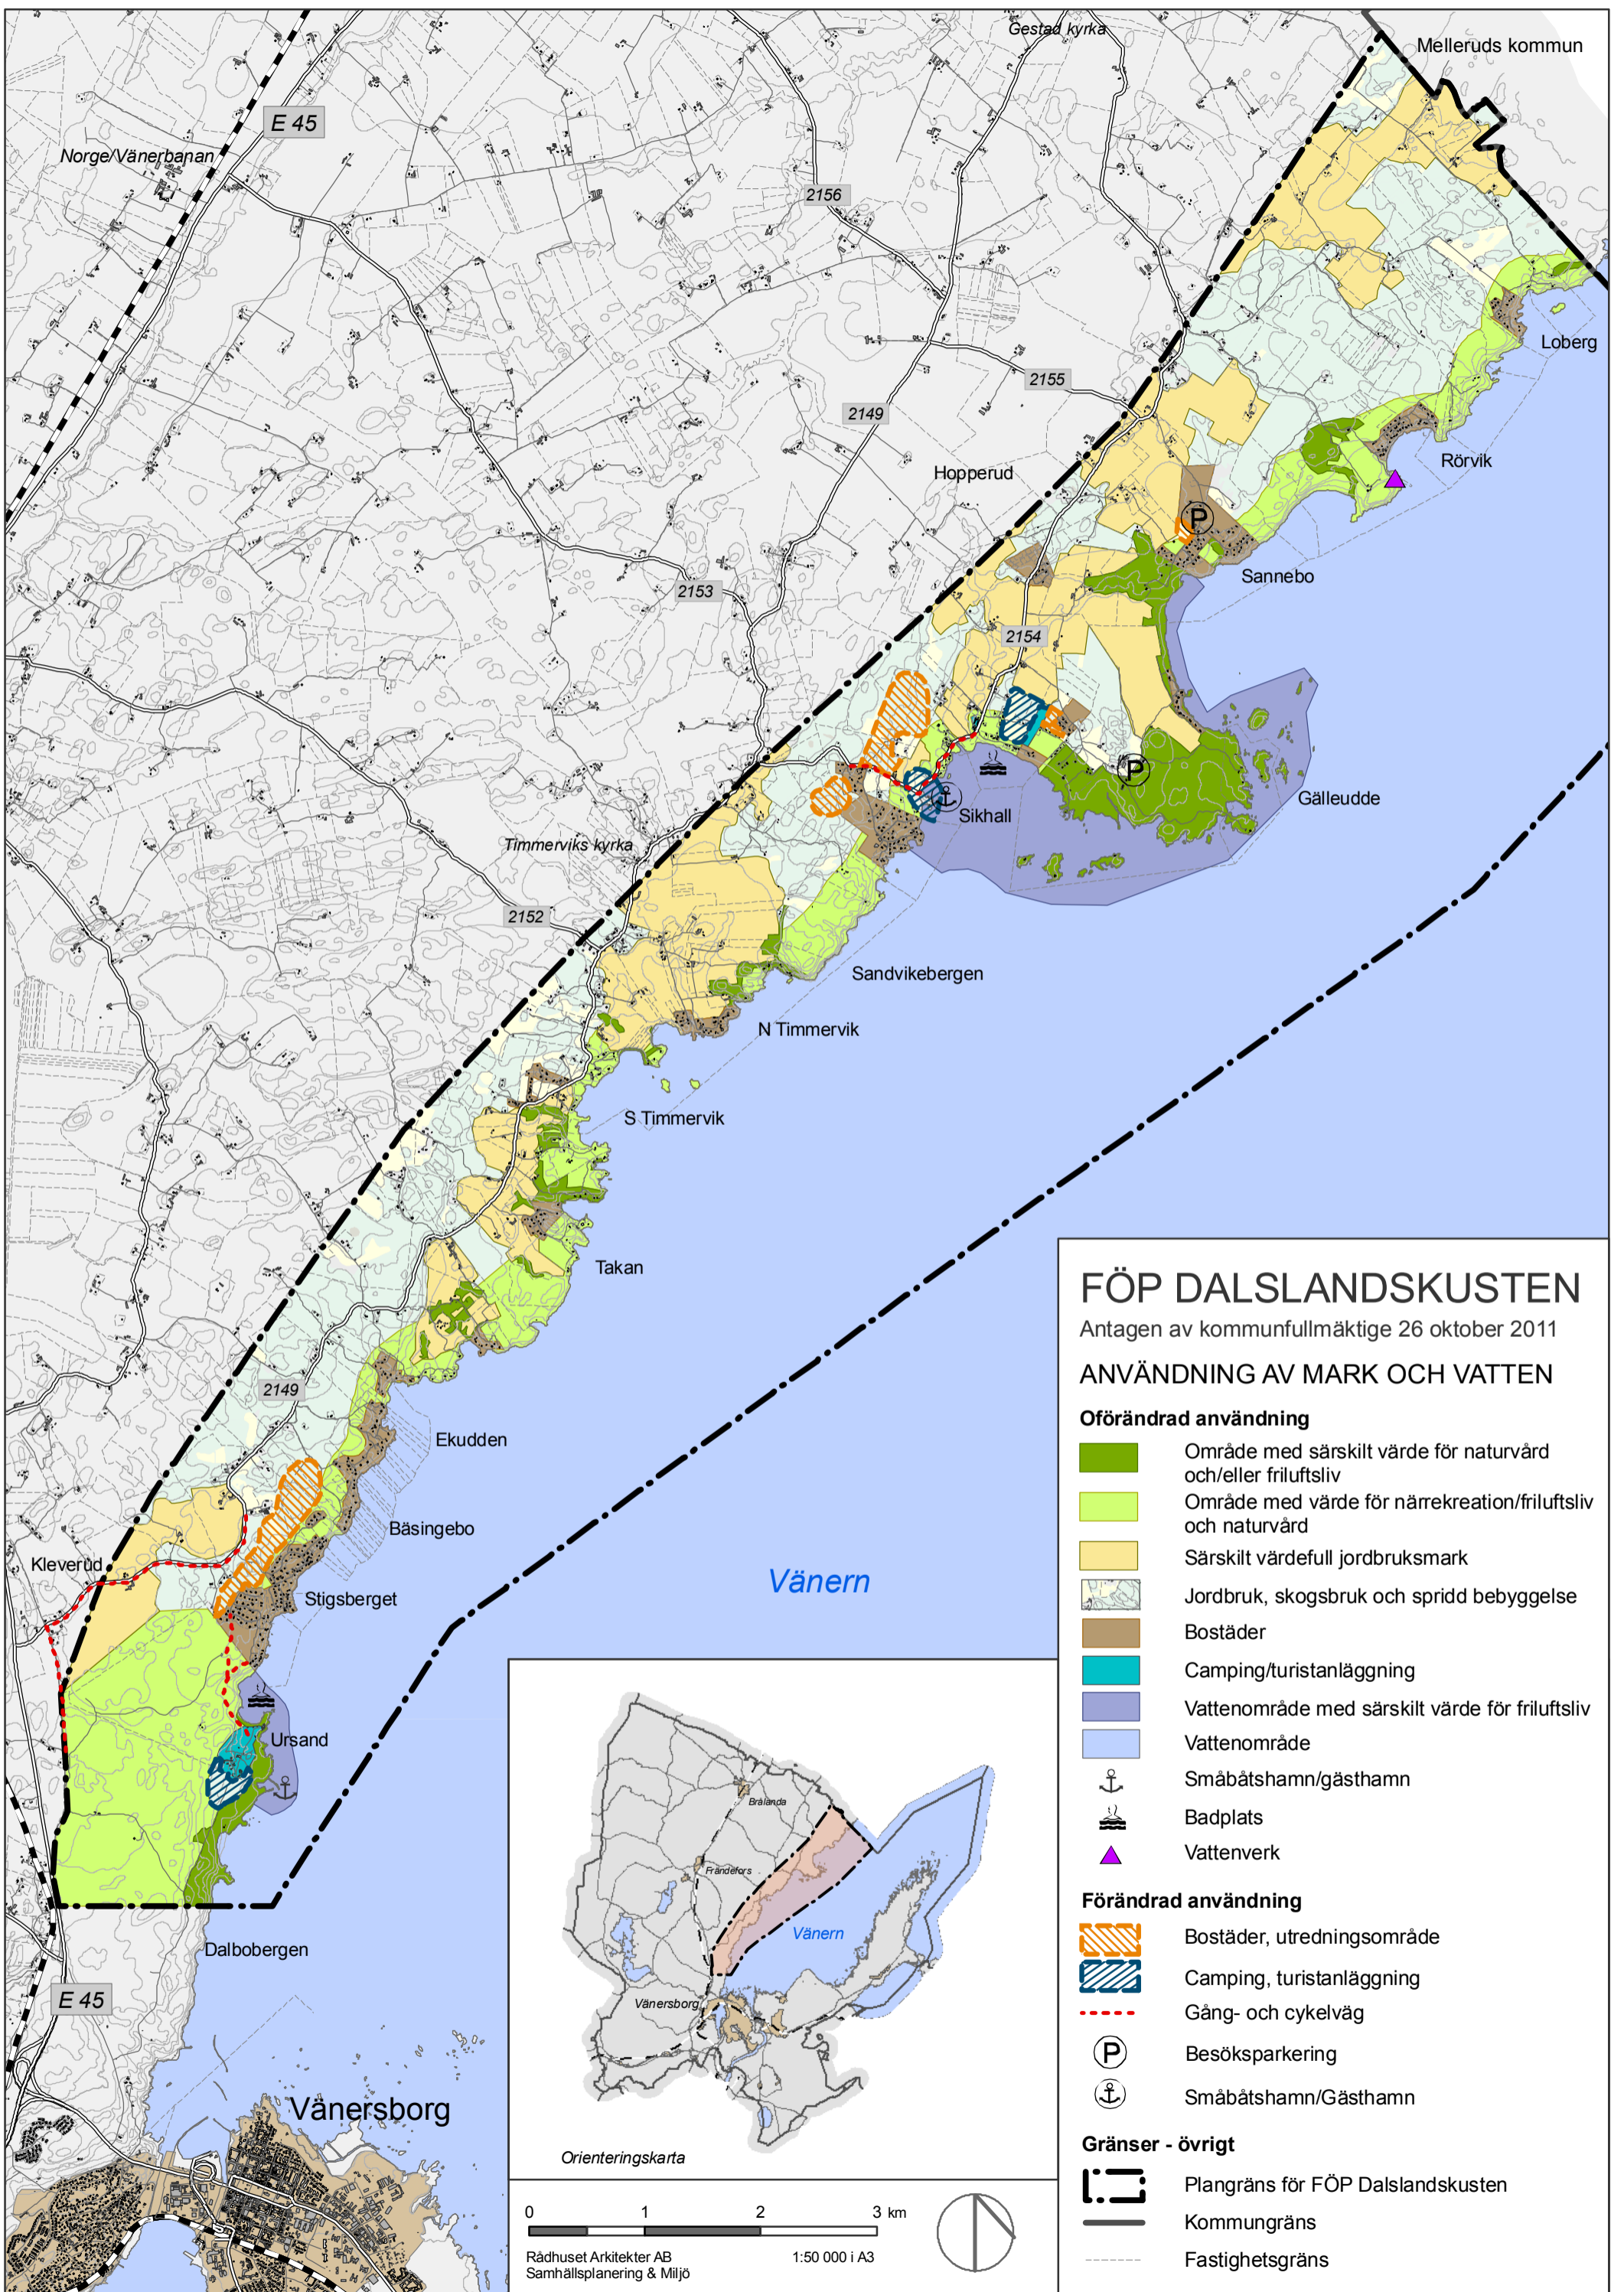 Gestad kyrka
Melleruds kommun
E 45
Norge/Vänerbanan
2156
Loberg
2155
2149
Rörvik
Hopperud
P
Sannebo
2153
2154
P
Gälleudde
Sikhall
Timmerviks kyrka
2152
Sandvikebergen
N Timmervik
S Timmervik
Takan
2149
Ekudden
Bäsingebo
Kleverud
Stigsberget
Vänern
Ursand
Dalbobergen
E 45
Vänersborg
FÖP DALSLANDSKUSTEN
Antagen av kommunfullmäktige 26 oktober 2011
ANVÄNDNING AV MARK OCH VATTEN
Oförändrad användning
Område med särskilt värde för naturvård
och/eller friluftsliv
Område med värde för närrekreation/friluftsliv
och naturvård
Särskilt värdefull jordbruksmark
Jordbruk, skogsbruk och spridd bebyggelse
Bostäder
Camping/turistanläggning
Vattenområde med särskilt värde för friluftsliv
Vattenområde
Småbåtshamn/gästhamn
Badplats
Vattenverk
Förändrad användning
Bostäder, utredningsområde
Camping, turistanläggning
Gång- och cykelväg
P Besöksparkering
Småbåtshamn/Gästhamn
Gränser - övrigt
Plangräns för FÖP Dalslandskusten
Kommungräns
Fastighetsgräns
Brålanda
Frändefors
Vänern
Vänersborg
Orienteringskarta
0 1 2 3 km
Rådhuset Arkitekter AB 1:50 000 i A3
Samhällsplanering & Miljö